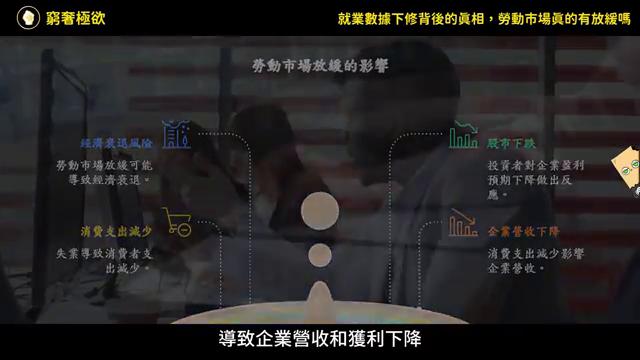 窮奢極欲
就業數據下修背後的真相，勞動市場真的有放緩嗎
勞動市場放緩的影響
經濟衰退風險
勞動市場放緩可能
導致經濟衰退。
消費支出減少
失業導致消費者支
出減少。
股市下跌
投資者對企業盈利
預期下降做出反
應。
企業營收下降
消費支出減少影響
企業營收。
導致企業營收和獲利下降